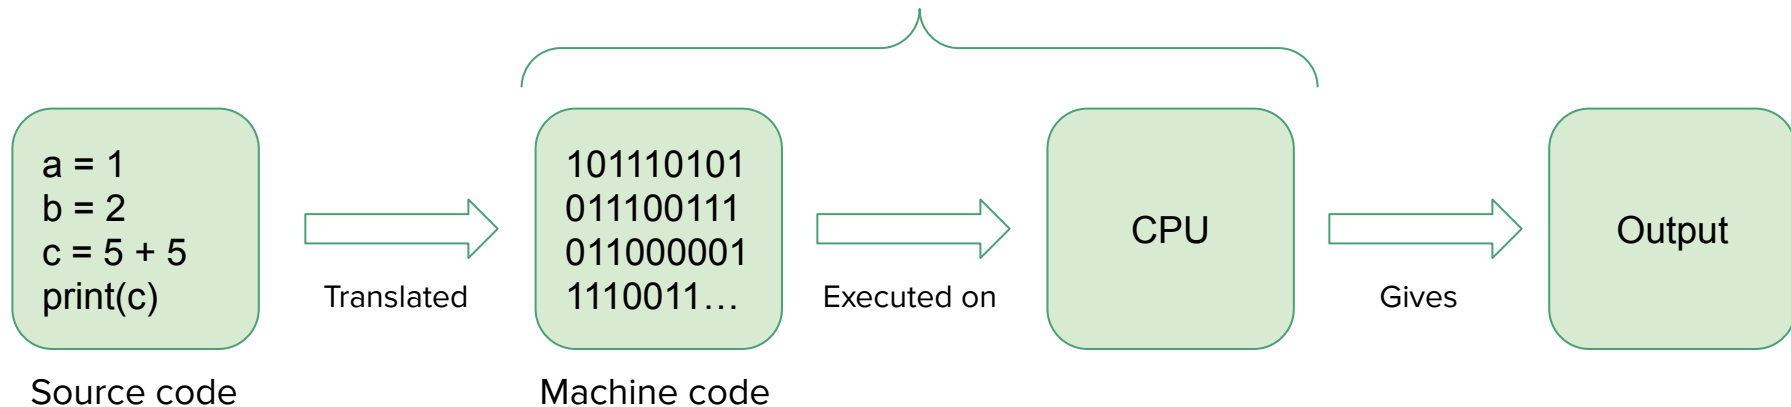 a = 1
b = 2
c = 5 + 5
print(c)
Source code
Translated
101110101
011100111
011000001
1110011…
Machine code
Executed on
CPU
Gives
Output